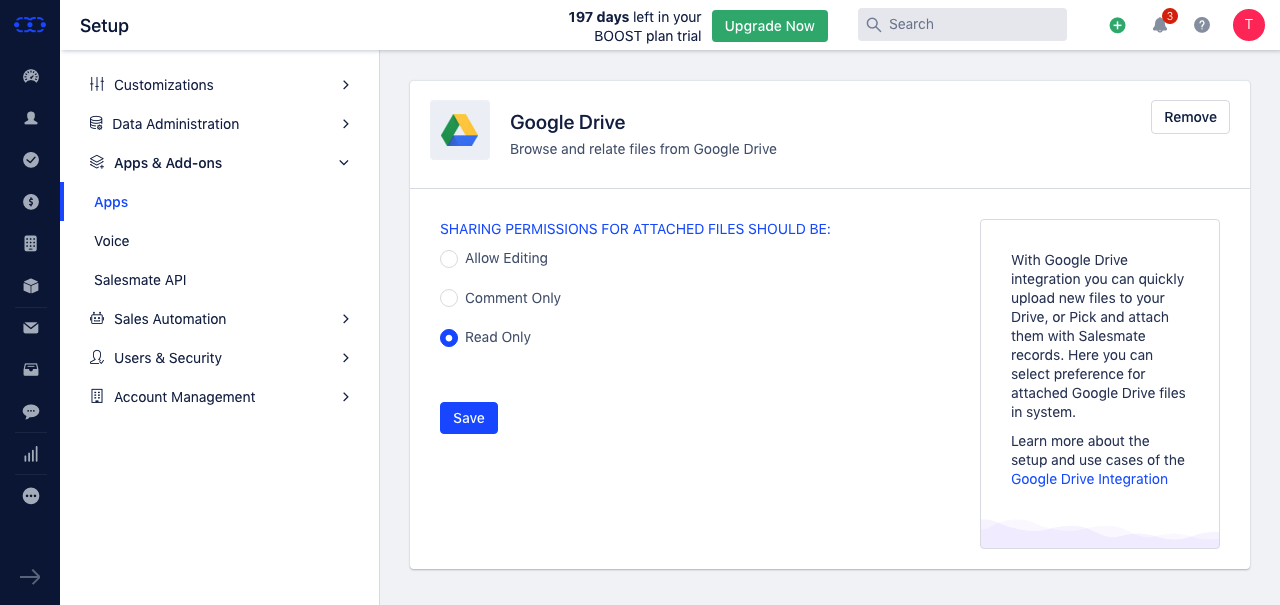 Setup
197 days left in your
BOOST plan trial
Upgrade Now
Search
3
?
T
Customizations
Data Administration
Apps & Add-ons
Apps
Voice
Salesmate API
Sales Automation
Users & Security
Account Management
Google Drive
Browse and relate files from Google Drive
Remove
SHARING PERMISSIONS FOR ATTACHED FILES SHOULD BE:
Allow Editing
Comment Only
Read Only
Save
With Google Drive
integration you can quickly
upload new files to your
Drive, or Pick and attach
them with Salesmate
records. Here you can
select preference for
attached Google Drive files
in system.
Learn more about the
setup and use cases of the
Google Drive Integration